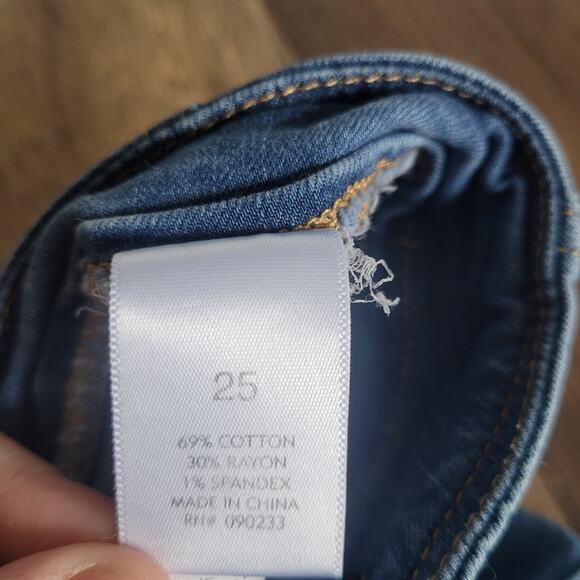 25
69% COTTON
30% RAYON
1% SPANDEX
MADE IN CHINA
RN# 090233